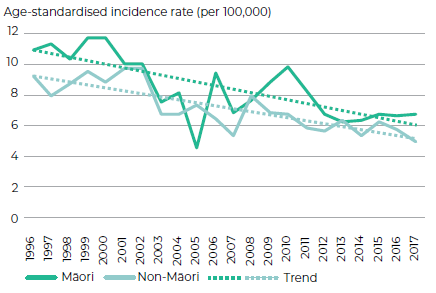 Age-standardised incidence rate (per 100,000)
12
10
8
6
4
2
0
1996 1997 1998 1999 2000 2001 2002 2003 2004 2005 2006 2007 2008 2009 2010 2011 2012 2013 2014 2015 2016 2017
Māori Non-Māori Trend